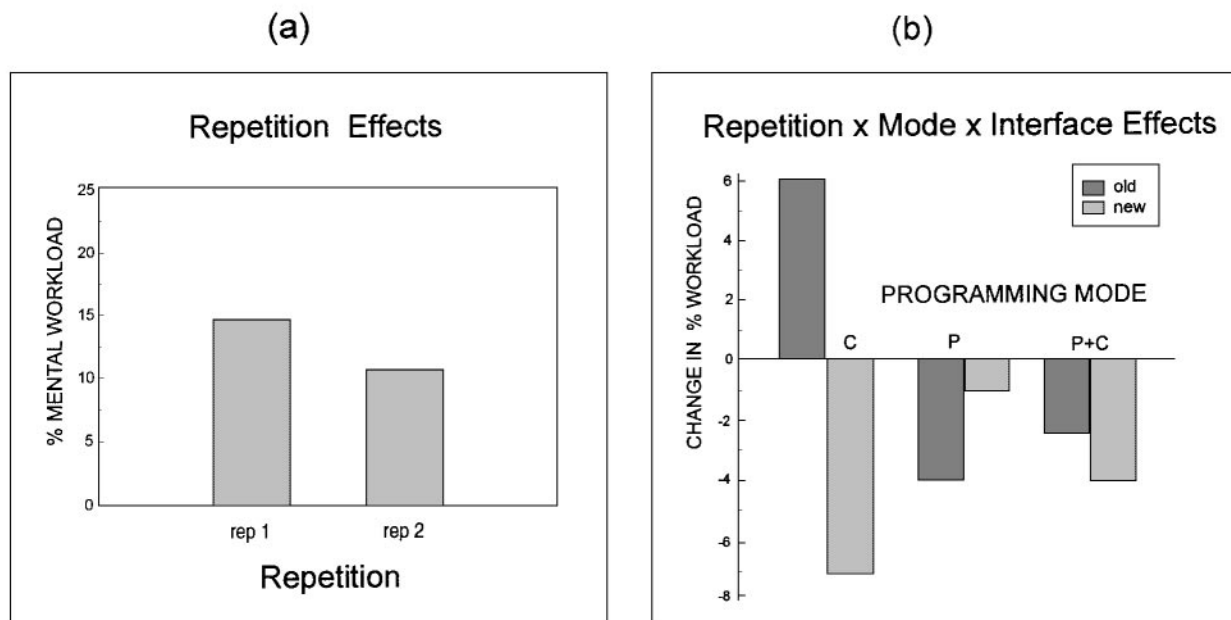 (a)
Repetition Effects
% MENTAL WORKLOAD
25
20
15
10
5
0
rep 1
rep 2
Repetition
(b)
Repetition x Mode x Interface Effects
old
new
CHANGE IN % WORKLOAD
6
4
2
0
-2
-4
-6
-8
PROGRAMMING MODE
C
P
P+C